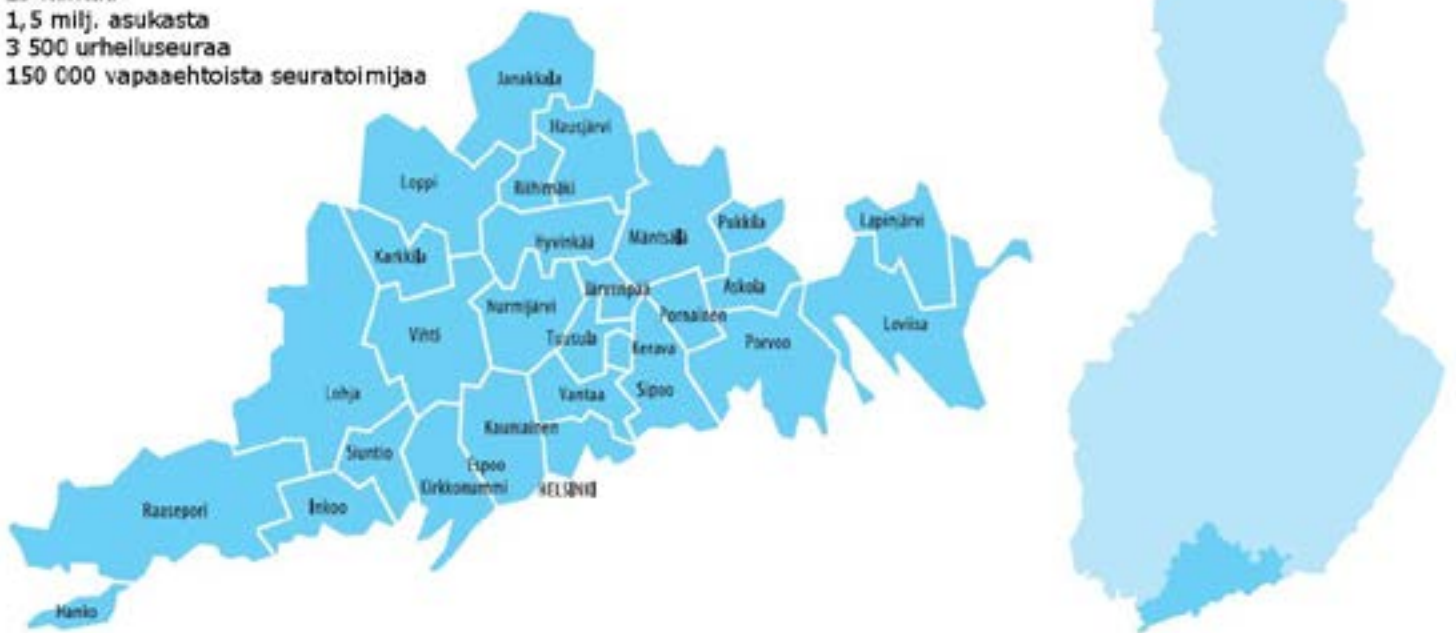 1,5 milj. asukasta
3 500 urheiluseuraa
150 000 vapaaehtoista seuratoimijaa
Janakkala
Hausjärvi
Loppi
Riihimäki
Pukkila
Lapinjärvi
Hyvinkää
Mäntsälä
Karkkila
Askola
Järvenpää
Nurmijärvi
Pornainen
Loviisa
Vihti
Tuusula
Kerava
Porvoo
Lohja
Vantaa
Sipoo
Kauniainen
Siuntio
Espoo
Kirkkonummi
HELSINKI
Raasepori
Inkoo
Hanko